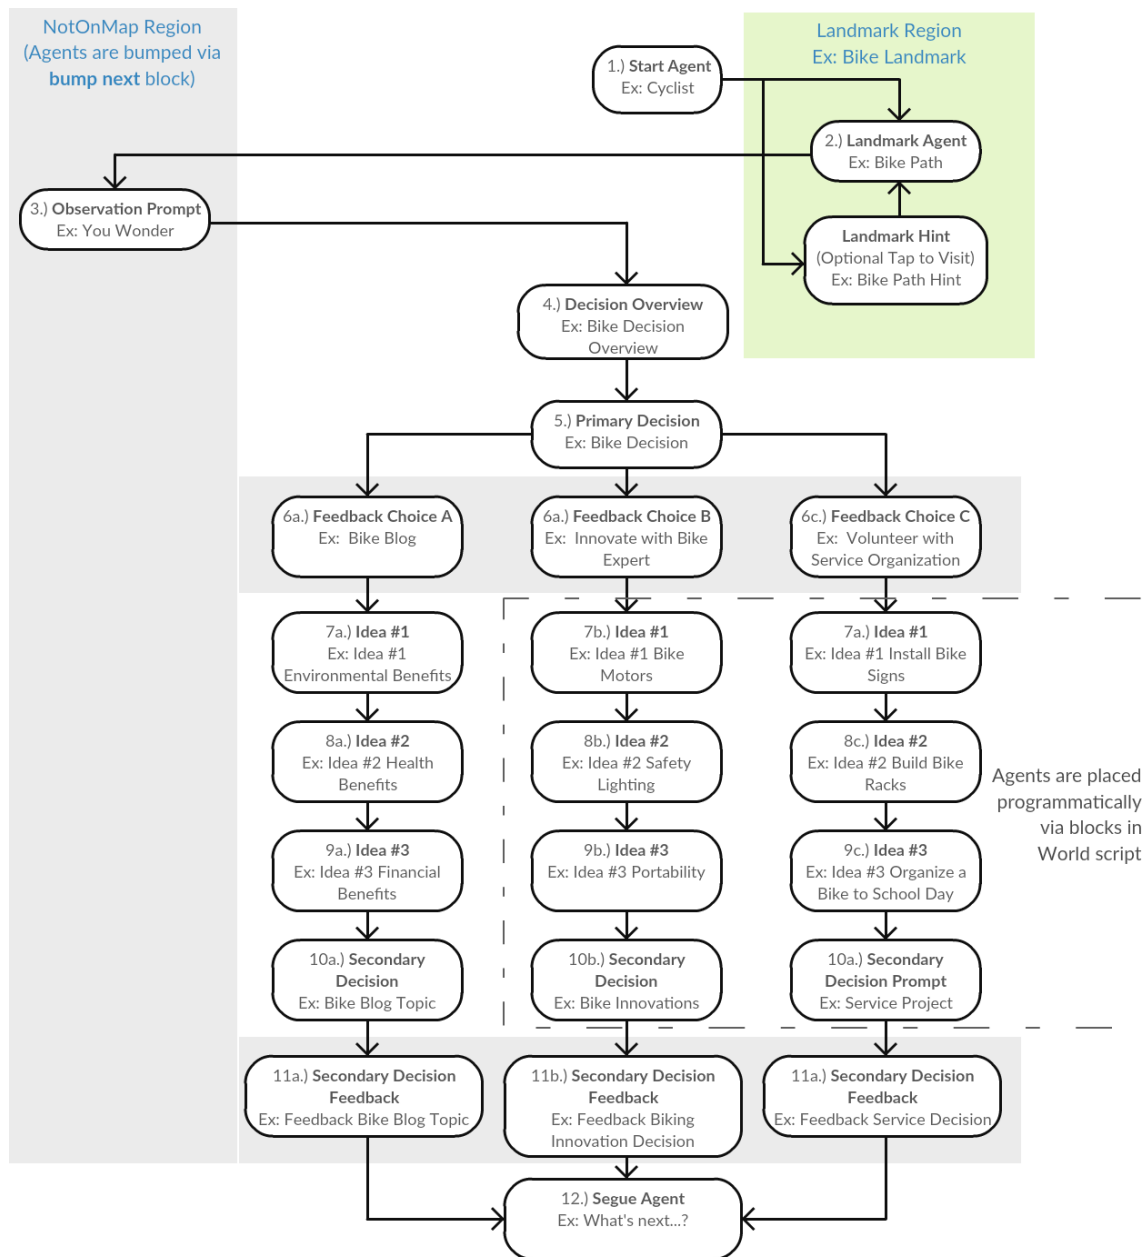 NotOnMap Region
(Agents are bumped via
bump next block)
Landmark Region
Ex: Bike Landmark
1.) Start Agent
Ex: Cyclist
2.) Landmark Agent
Ex: Bike Path
3.) Observation Prompt
Ex: You Wonder
Landmark Hint
(Optional Tap to Visit)
Ex: Bike Path Hint
4.) Decision Overview
Ex: Bike Decision
Overview
5.) Primary Decision
Ex: Bike Decision
6a.) Feedback Choice A
Ex: Bike Blog
6a.) Feedback Choice B
Ex: Innovate with Bike
Expert
6c.) Feedback Choice C
Ex: Volunteer with
Service Organization
7a.) Idea #1
Ex: Idea #1
Environmental Benefits
7b.) Idea #1
Ex: Idea #1 Bike
Motors
7a.) Idea #1
Ex: Idea #1 Install Bike
Signs
8a.) Idea #2
Ex: Idea #2 Health
Benefits
8b.) Idea #2
Ex: Idea #2 Safety
Lighting
8c.) Idea #2
Ex: Idea #2 Build Bike
Racks
Agents are placed
programmatically
via blocks in
World script
9a.) Idea #3
Ex: Idea #3 Financial
Benefits
9b.) Idea #3
Ex: Idea #3 Portability
9c.) Idea #3
Ex: Idea #3 Organize a
Bike to School Day
10a.) Secondary
Decision
Ex: Bike Blog Topic
10b.) Secondary
Decision
Ex: Bike Innovations
10a.) Secondary
Decision Prompt
Ex: Service Project
11a.) Secondary Decision
Feedback
Ex: Feedback Bike Blog Topic
11b.) Secondary Decision
Feedback
Ex: Feedback Biking
Innovation Decision
11a.) Secondary Decision
Feedback
Ex: Feedback Service Decision
12.) Segue Agent
Ex: What's next...?